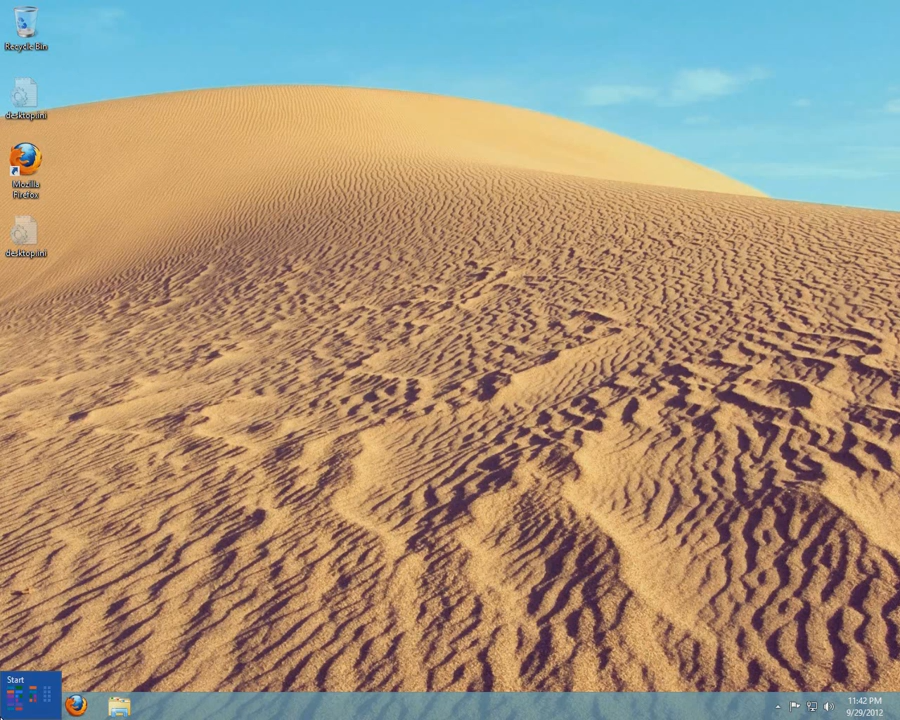 Recycle Bin
desktop.ini
Mozilla
Firefox
desktop.ini
Start
11:42 PM
9/29/2012